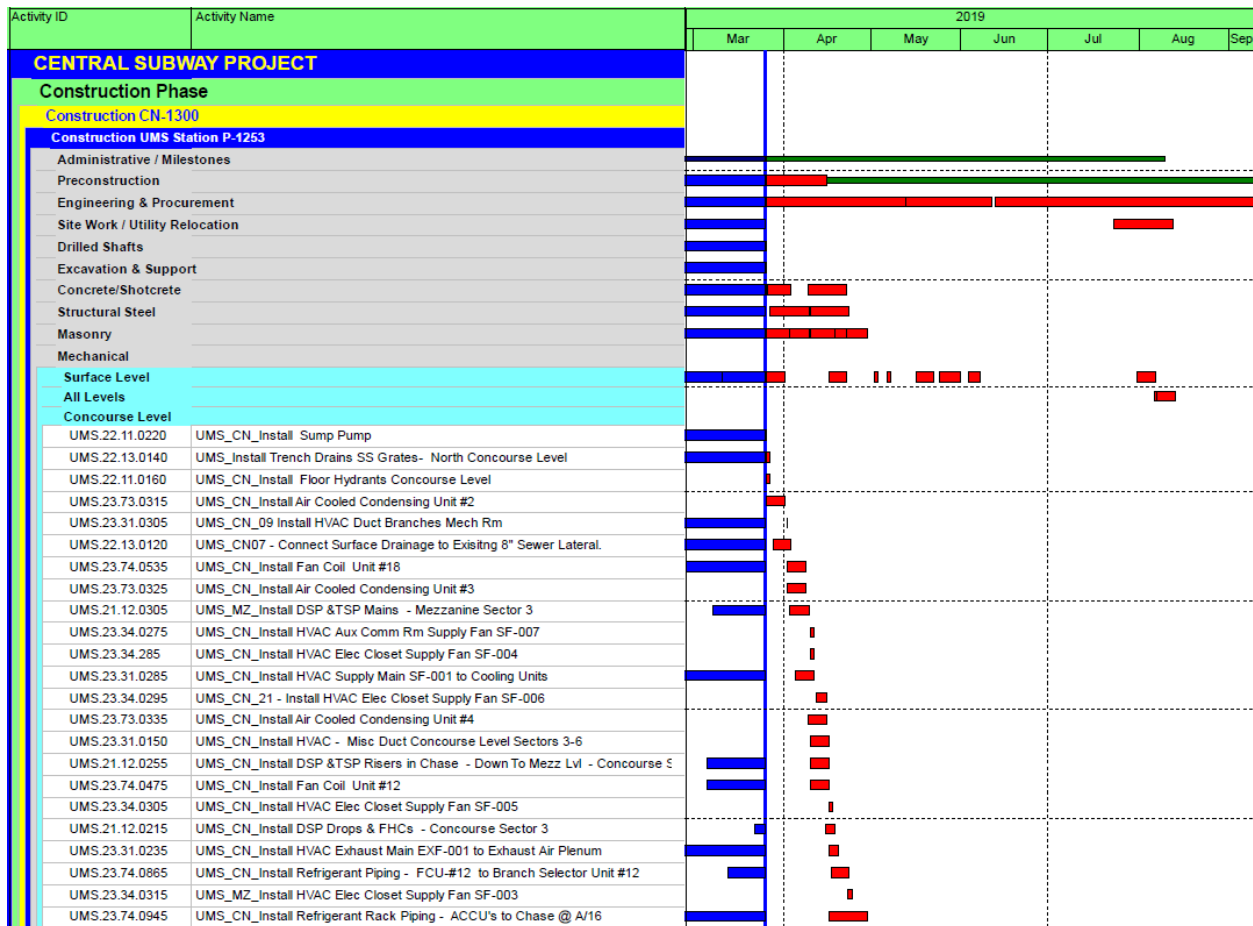 Activity ID Activity Name 2019
Mar Apr May Jun Jul Aug Sep
CENTRAL SUBWAY PROJECT
Construction Phase
Construction CN-1300
Construction UMS Station P-1253
Administrative / Milestones
Preconstruction
Engineering & Procurement
Site Work / Utility Relocation
Drilled Shafts
Excavation & Support
Concrete/Shotcrete
Structural Steel
Masonry
Mechanical
Surface Level
All Levels
Concourse Level
UMS.22.11.0220 UMS_CN_Install Sump Pump
UMS.22.13.0140 UMS_Install Trench Drains SS Grates- North Concourse Level
UMS.22.11.0160 UMS_CN_Install Floor Hydrants Concourse Level
UMS.23.73.0315 UMS_CN_Install Air Cooled Condensing Unit #2
UMS.23.31.0305 UMS_CN_09 Install HVAC Duct Branches Mech Rm
UMS.22.13.0120 UMS_CN07 - Connect Surface Drainage to Exisitng 8" Sewer Lateral.
UMS.23.74.0535 UMS_CN_Install Fan Coil Unit #18
UMS.23.73.0325 UMS_CN_Install Air Cooled Condensing Unit #3
UMS.21.12.0305 UMS_MZ_Install DSP &TSP Mains - Mezzanine Sector 3
UMS.23.34.0275 UMS_CN_Install HVAC Aux Comm Rm Supply Fan SF-007
UMS.23.34.285 UMS_CN_Install HVAC Elec Closet Supply Fan SF-004
UMS.23.31.0285 UMS_CN_Install HVAC Supply Main SF-001 to Cooling Units
UMS.23.34.0295 UMS_CN_21 - Install HVAC Elec Closet Supply Fan SF-006
UMS.23.73.0335 UMS_CN_Install Air Cooled Condensing Unit #4
UMS.23.31.0150 UMS_CN_Install HVAC - Misc Duct Concourse Level Sectors 3-6
UMS.21.12.0255 UMS_CN_Install DSP &TSP Risers in Chase - Down To Mezz Lvl - Concourse S
UMS.23.74.0475 UMS_CN_Install Fan Coil Unit #12
UMS.23.34.0305 UMS_CN_Install HVAC Elec Closet Supply Fan SF-005
UMS.21.12.0215 UMS_CN_Install DSP Drops & FHCs - Concourse Sector 3
UMS.23.31.0235 UMS_CN_Install HVAC Exhaust Main EXF-001 to Exhaust Air Plenum
UMS.23.74.0865 UMS_CN_Install Refrigerant Piping - FCU-#12 to Branch Selector Unit #12
UMS.23.34.0315 UMS_MZ_Install HVAC Elec Closet Supply Fan SF-003
UMS.23.74.0945 UMS_CN_Install Refrigerant Rack Piping - ACCU's to Chase @ A/16